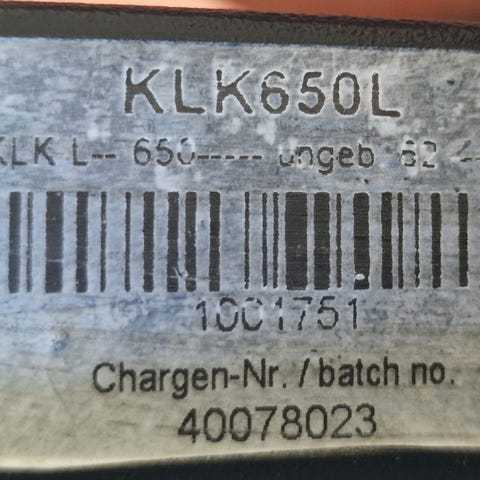 KLK650L
KLK L-- 650----- ungeb 62 --
1001751
Chargen-Nr. / batch no.
40078023